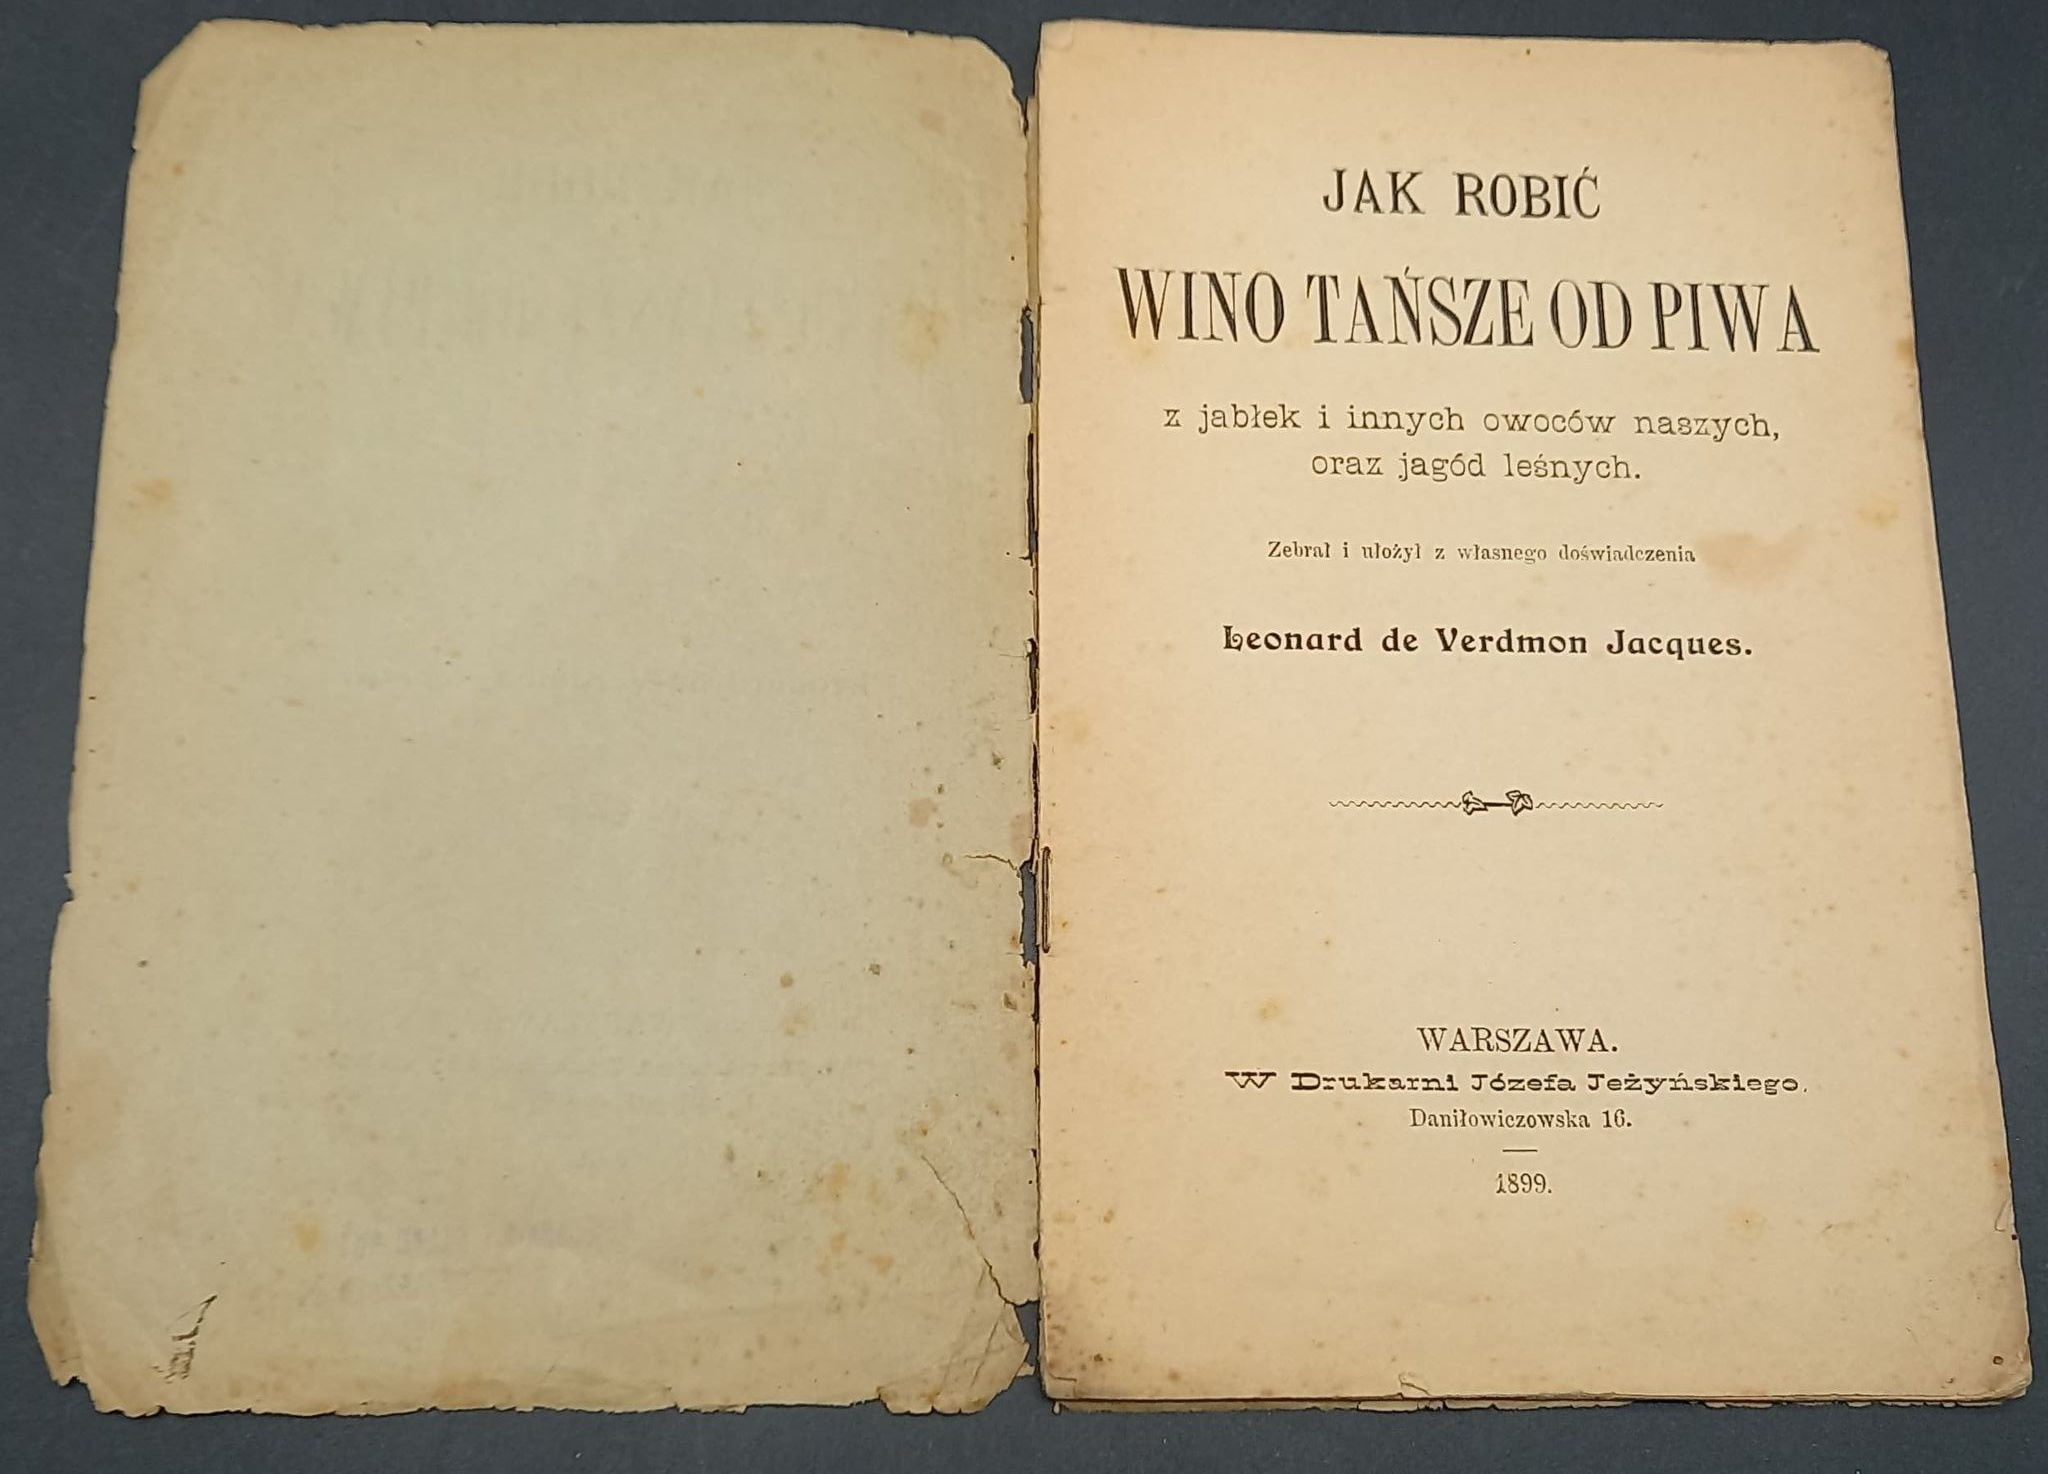 JAK ROBIĆ
WINO TAŃSZE OD PIWA
z jabłek i innych owoców naszych,
oraz jagód leśnych.
Zebrał i ułożył z własnego doświadczenia
Leonard de Verdmon Jacques.
WARSZAWA.
W Drukarni Józefa Jeżyńskiego.
Daniłowiczowska 16.
1899.